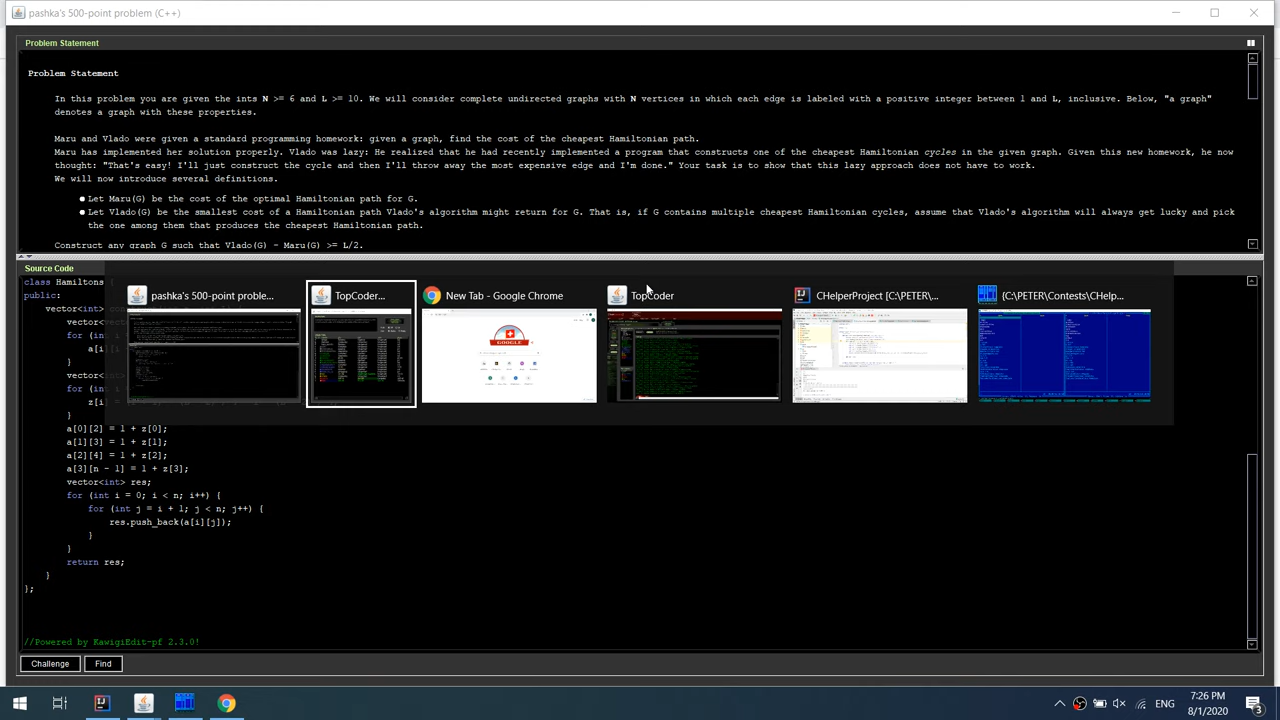 pashka's 500-point problem (C++)
Problem Statement
Problem Statement
In this problem you are given the ints N >= 6 and L >= 10. We will consider complete undirected graphs with N vertices in which each edge is labeled with a positive integer between 1 and L, inclusive. Below, "a graph"
denotes a graph with these properties.
Maru and Vlado were given a standard programming homework: given a graph, find the cost of the cheapest Hamiltonian path.
Maru has implemented her solution properly. Vlado was lazy: He realized that he had recently implemented a program that constructs one of the cheapest Hamiltonian cycles in the given graph. Given this new homework, he now
thought: "That's easy! I'll just construct the cycle and then I'll throw away the most expensive edge and I'm done." Your task is to show that this lazy approach does not have to work.
We will now introduce several definitions.
Let Maru(G) be the cost of the optimal Hamiltonian path for G.
Let Vlado(G) be the smallest cost of a Hamiltonian path Vlado's algorithm might return for G. That is, if G contains multiple cheapest Hamiltonian cycles, assume that Vlado's algorithm will always get lucky and pick
the one among them that produces the cheapest Hamiltonian path.
Construct any graph G such that Vlado(G) - Maru(G) >= L/2.
Source Code
class Hamiltons
public:
pashka's 500-point proble...
TopCoder...
New Tab - Google Chrome
TopCoder
CHelperProject [C:\PETER\...
{C:\PETER\Contests\CHelp...
vector<int>
vector
for (i
a[i]
}
vector
for (i
z[i
}
a[0][2] = 1 + z[0];
a[1][3] = 1 + z[1];
a[2][4] = 1 + z[2];
a[3][n - 1] = 1 + z[3];
vector<int> res;
for (int i = 0; i < n; i++) {
for (int j = i + 1; j < n; j++) {
res.push_back(a[i][j]);
}
}
return res;
}
};
//Powered by KawigiEdit-pf 2.3.0!
Challenge
Find
ENG
7:26 PM
8/1/2020
3